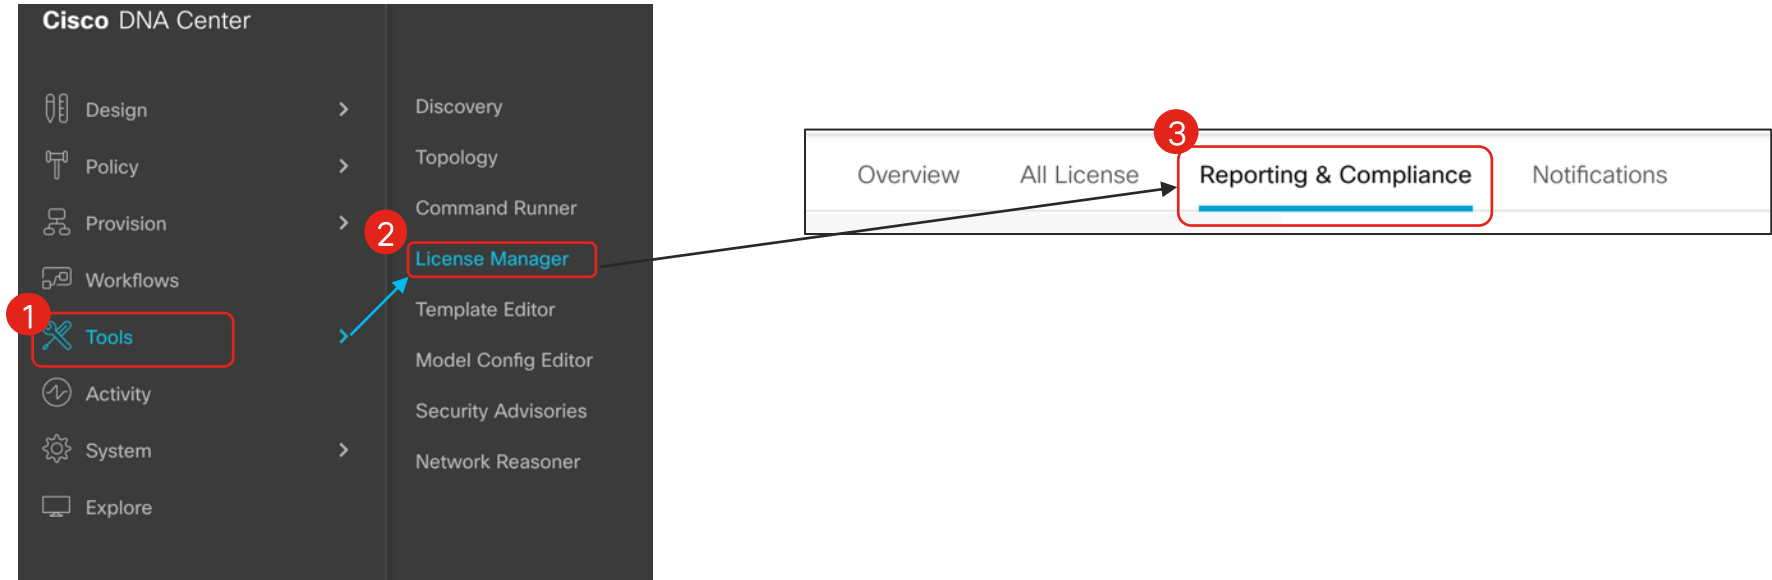 Cisco DNA Center
Design
Policy
Provision
Workflows
1
Tools
Activity
System
Explore
Discovery
Topology
Command Runner
2
License Manager
Template Editor
Model Config Editor
Security Advisories
Network Reasoner
3
Overview All License Reporting & Compliance Notifications